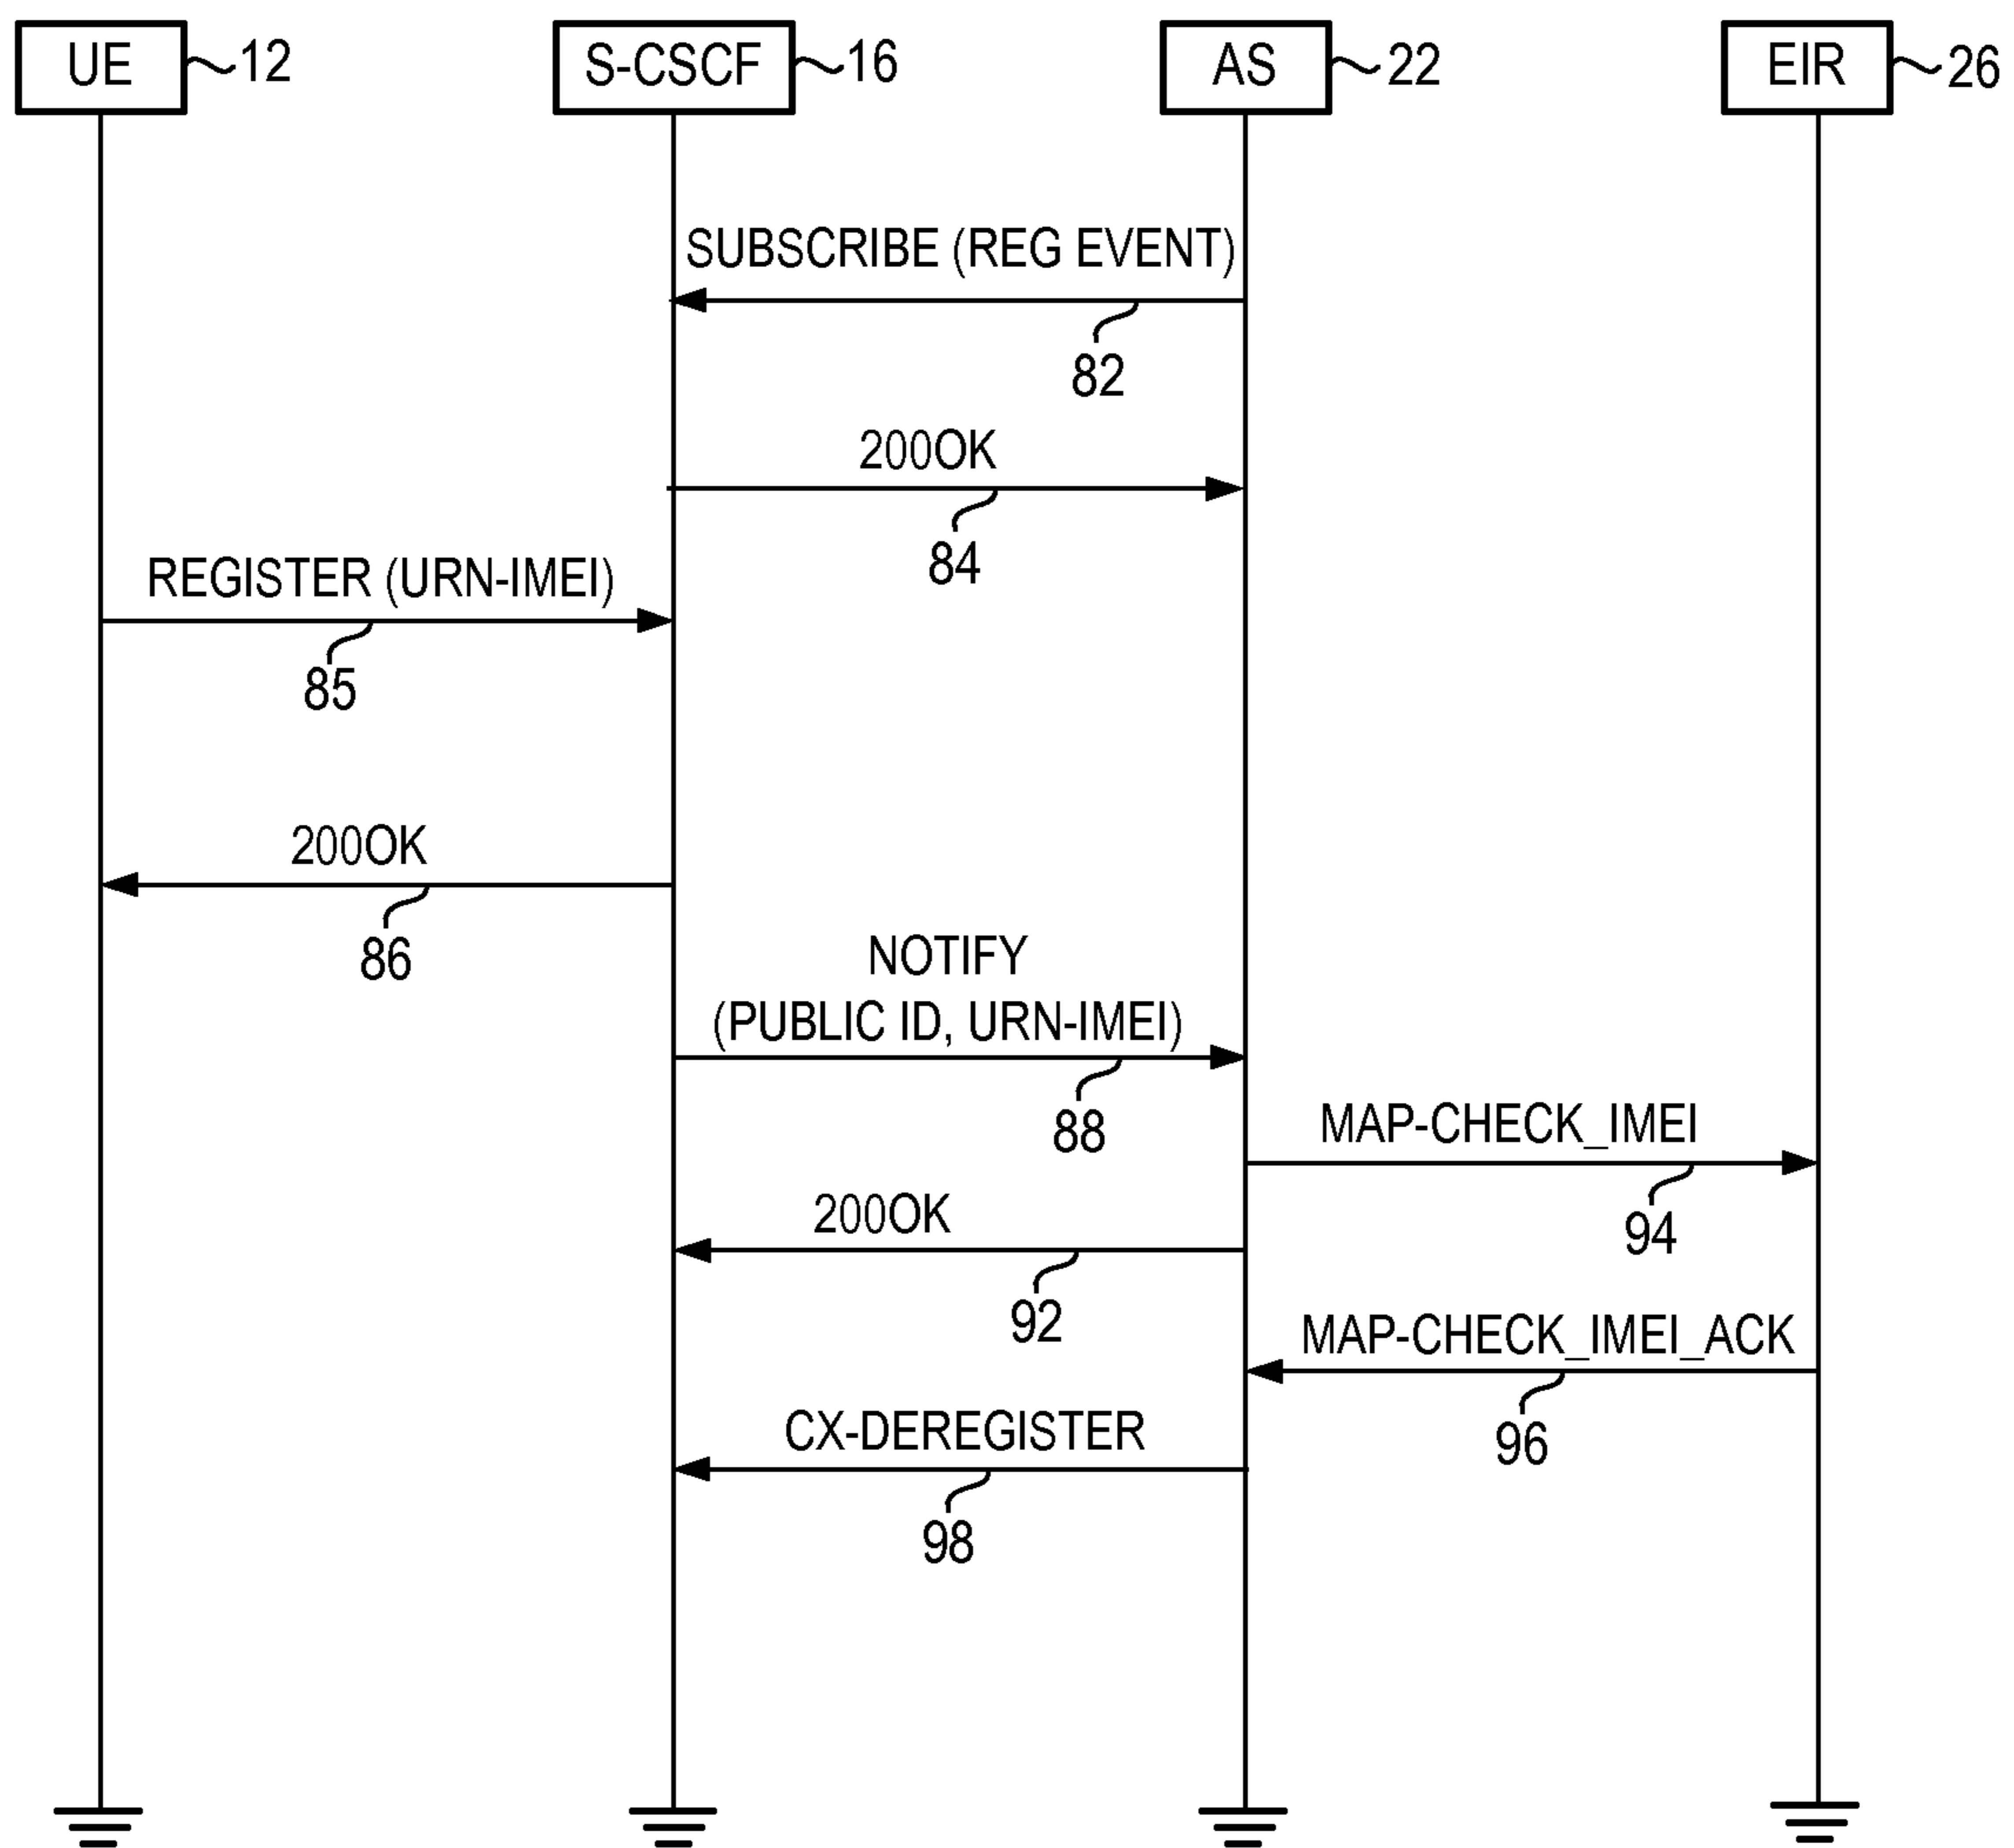 UE
12
S-CSCF
16
AS
22
EIR
26
SUBSCRIBE (REG EVENT)
82
200OK
84
REGISTER (URN-IMEI)
85
200OK
86
NOTIFY
(PUBLIC ID, URN-IMEI)
88
MAP-CHECK_IMEI
94
200OK
92
MAP-CHECK_IMEI_ACK
96
CX-DEREGISTER
98